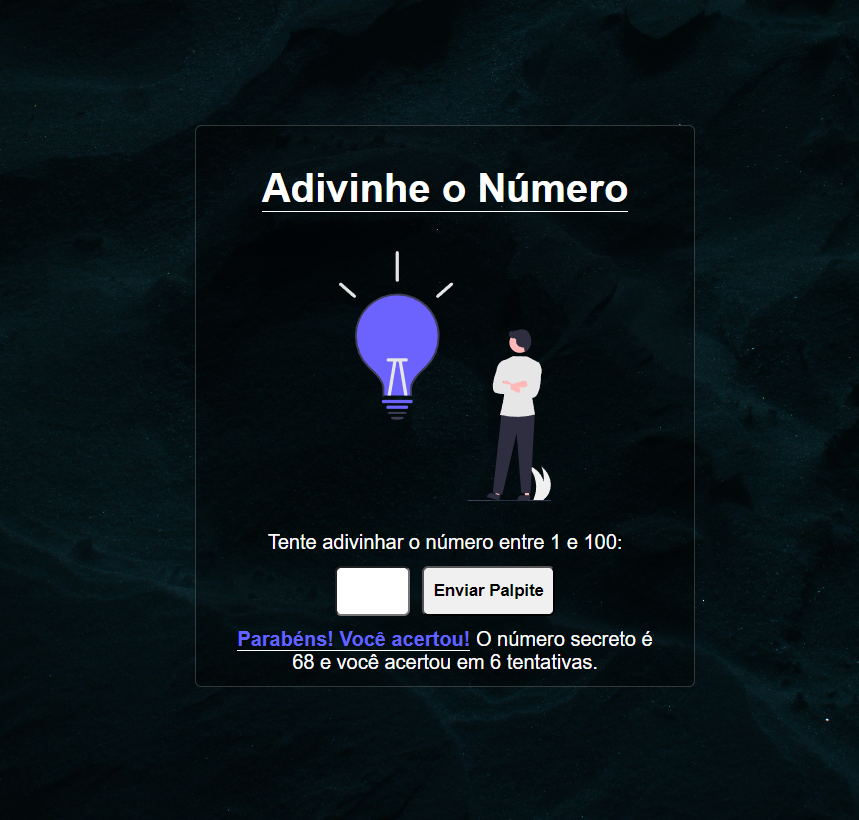 Adivinhe o Número
Tente adivinhar o número entre 1 e 100:
Enviar Palpite
Parabéns! Você acertou! O número secreto é
68 e você acertou em 6 tentativas.